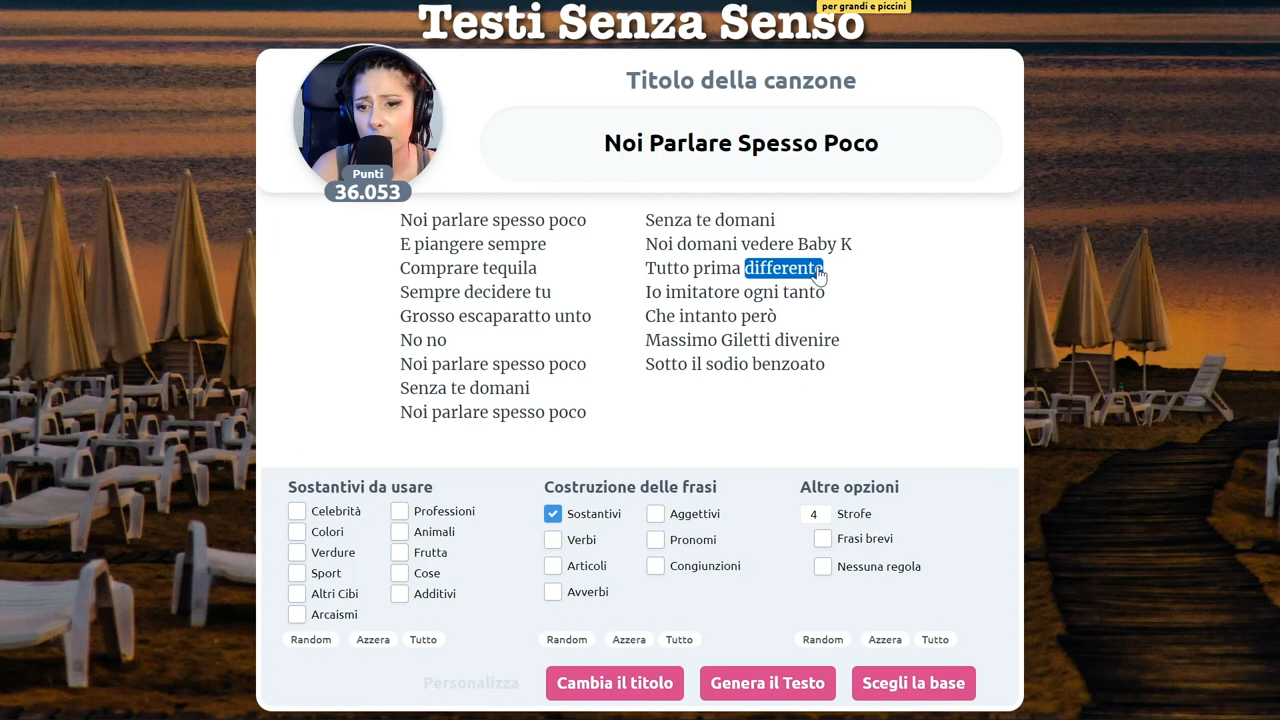 per grandi e piccini
Testi Senza Senso
Titolo della canzone
Noi Parlare Spesso Poco
Punti
36.053
Noi parlare spesso poco
E piangere sempre
Comprare tequila
Sempre decidere tu
Grosso escaparatto unto
No no
Noi parlare spesso poco
Senza te domani
Noi parlare spesso poco
Senza te domani
Noi domani vedere Baby K
Tutto prima differente
Io imitatore ogni tanto
Che intanto però
Massimo Giletti divenire
Sotto il sodio benzoato
Sostantivi da usare
Celebrità
Professioni
Colori
Animali
Verdure
Frutta
Sport
Cose
Altri Cibi
Additivi
Arcaismi
Random
Azzera
Tutto
Costruzione delle frasi
Sostantivi
Aggettivi
Verbi
Pronomi
Articoli
Congiunzioni
Avverbi
Random
Azzera
Tutto
Altre opzioni
4 Strofe
Frasi brevi
Nessuna regola
Random
Azzera
Tutto
Personalizza
Cambia il titolo
Genera il Testo
Scegli la base